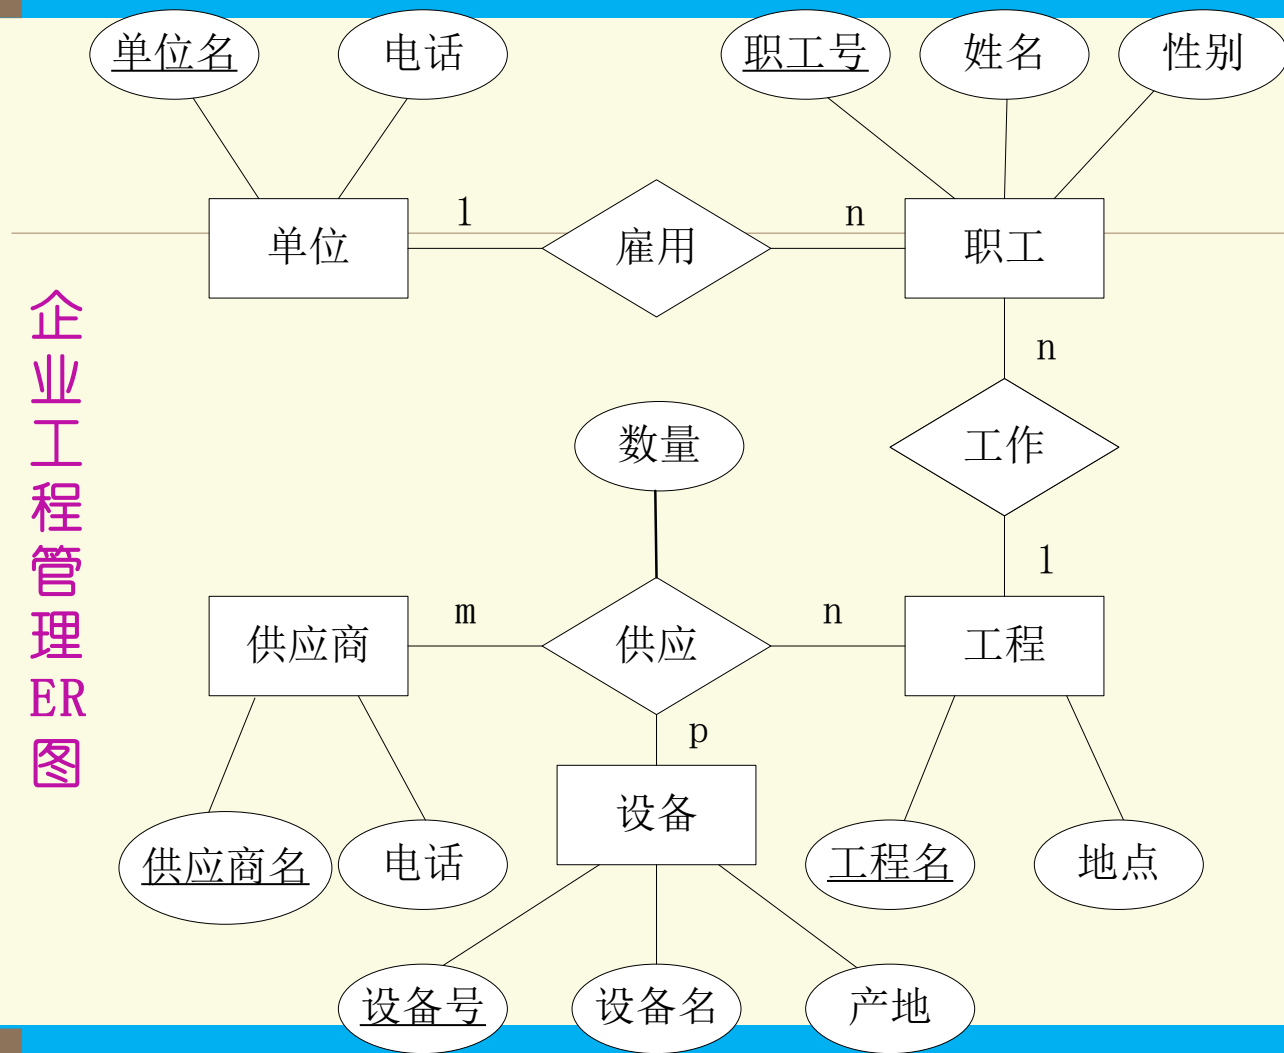 单位名
电话
职工号
姓名
性别
1
n
单位
雇用
职工
企业工程管理ER图
n
数量
工作
1
m
n
供应商
供应
工程
p
设备
供应商名
电话
工程名
地点
设备号
设备名
产地